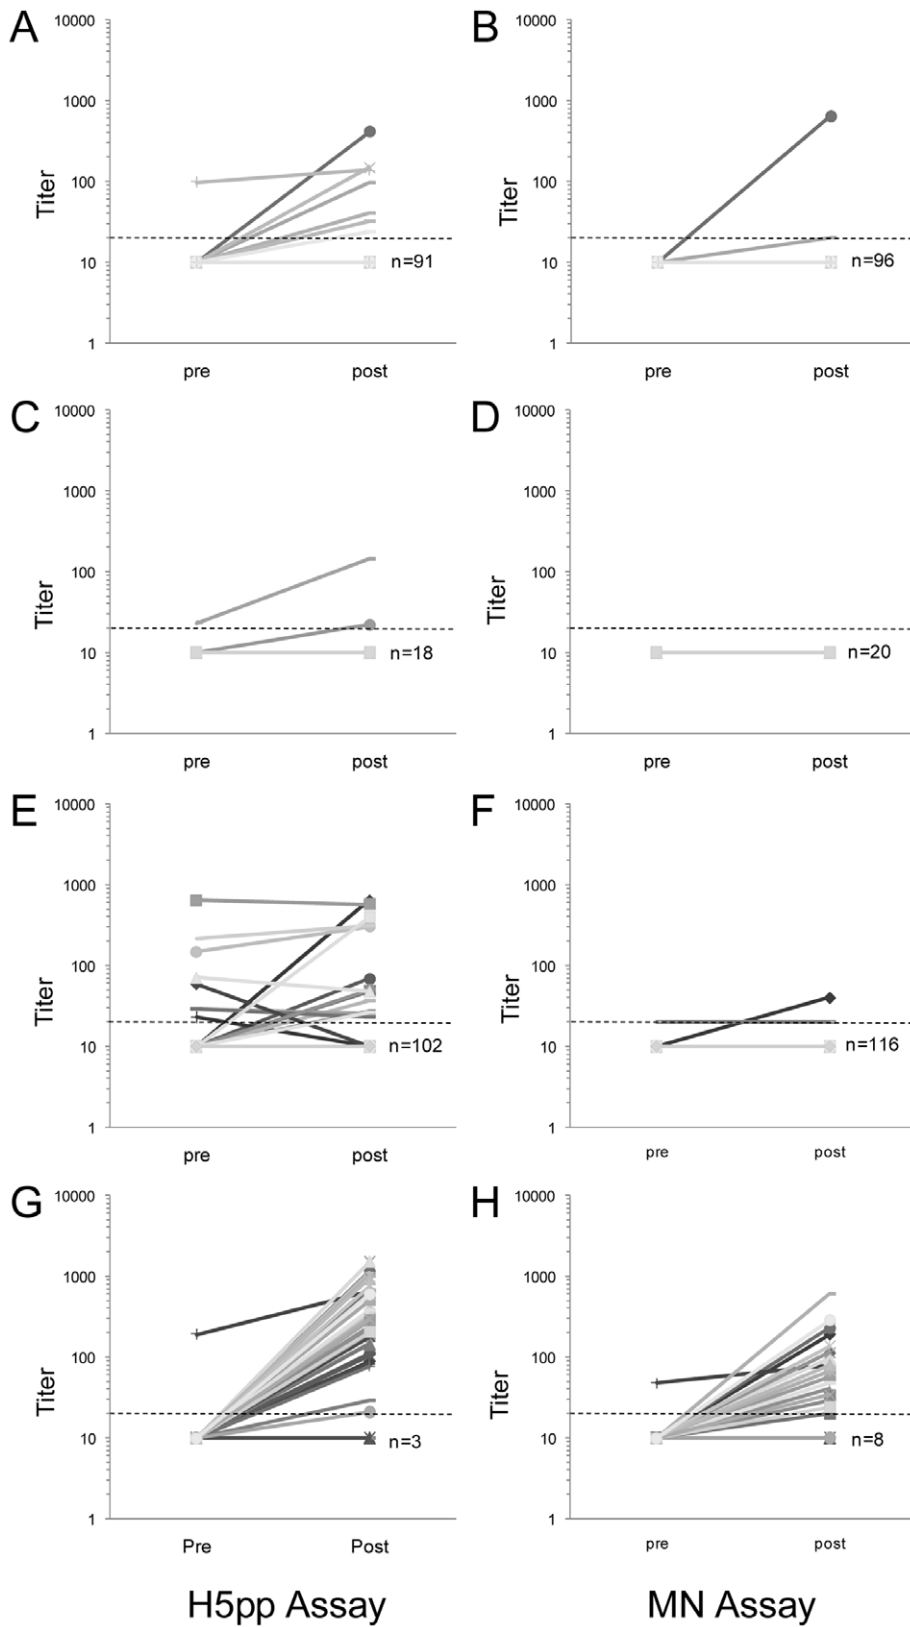 A
B
10000
1000
100
10
1
Titer
n=91
pre
post
10000
1000
100
10
1
Titer
n=96
pre
post
C
D
10000
1000
100
10
1
Titer
n=18
pre
post
10000
1000
100
10
1
Titer
n=20
pre
post
E
F
10000
1000
100
10
1
Titer
n=102
pre
post
10000
1000
100
10
1
Titer
n=116
pre
post
G
H
10000
1000
100
10
1
Titer
n=3
Pre
Post
10000
1000
100
10
1
Titer
n=8
pre
post
H5pp Assay
MN Assay